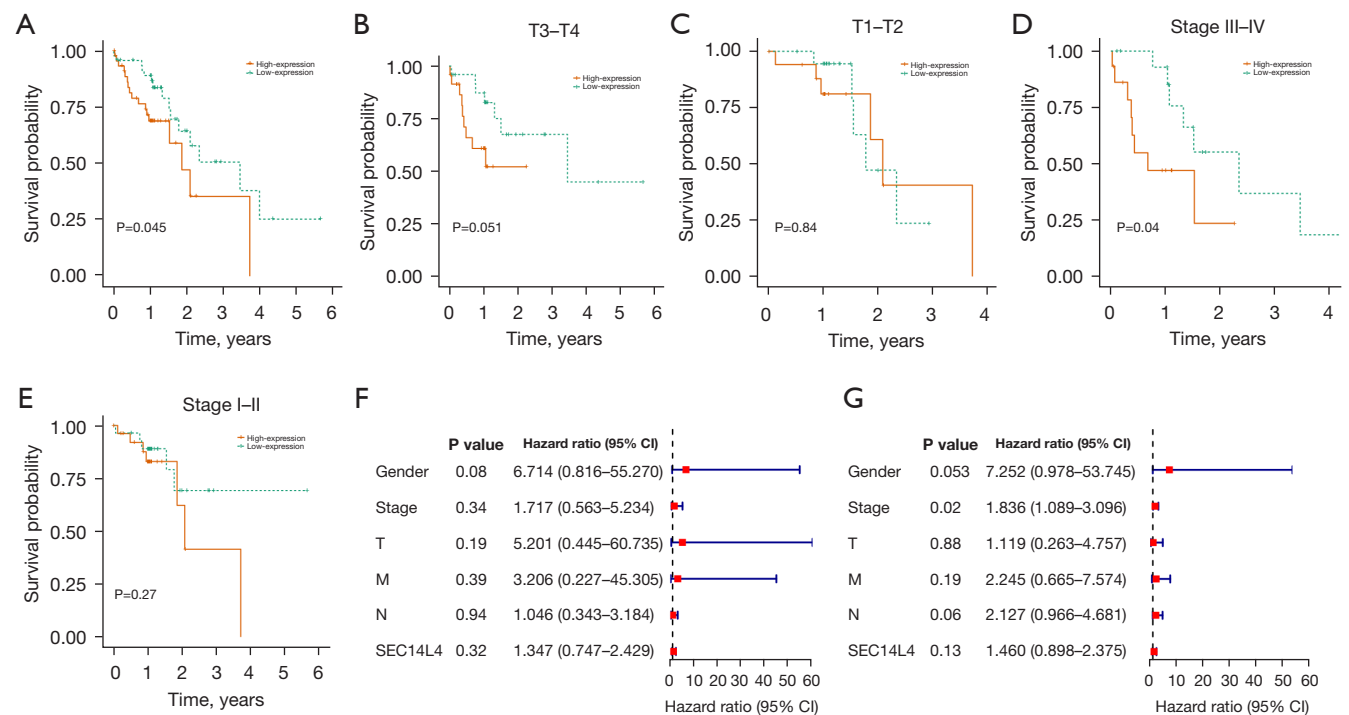 A
1.00
0.75
0.50
0.25
0.00
Survival probability
High-expression
Low-expression
P=0.045
0 1 2 3 4 5 6
Time, years
B
T3–T4
1.00
0.75
0.50
0.25
0.00
Survival probability
High-expression
Low-expression
P=0.051
0 1 2 3 4 5 6
Time, years
C
T1–T2
1.00
0.75
0.50
0.25
0.00
Survival probability
High-expression
Low-expression
P=0.84
0 1 2 3 4
Time, years
D
Stage III–IV
1.00
0.75
0.50
0.25
0.00
Survival probability
High-expression
Low-expression
P=0.04
0 1 2 3 4
Time, years
E
Stage I–II
1.00
0.75
0.50
0.25
0.00
Survival probability
High-expression
Low-expression
P=0.27
0 1 2 3 4 5 6
Time, years
F
P value Hazard ratio (95% CI)
Gender 0.08 6.714 (0.816–55.270)
Stage 0.34 1.717 (0.563–5.234)
T 0.19 5.201 (0.445–60.735)
M 0.39 3.206 (0.227–45.305)
N 0.94 1.046 (0.343–3.184)
SEC14L4 0.32 1.347 (0.747–2.429)
0 10 20 30 40 50 60
Hazard ratio (95% CI)
G
P value Hazard ratio (95% CI)
Gender 0.053 7.252 (0.978–53.745)
Stage 0.02 1.836 (1.089–3.096)
T 0.88 1.119 (0.263–4.757)
M 0.19 2.245 (0.665–7.574)
N 0.06 2.127 (0.966–4.681)
SEC14L4 0.13 1.460 (0.898–2.375)
0 10 20 30 40 50 60
Hazard ratio (95% CI)